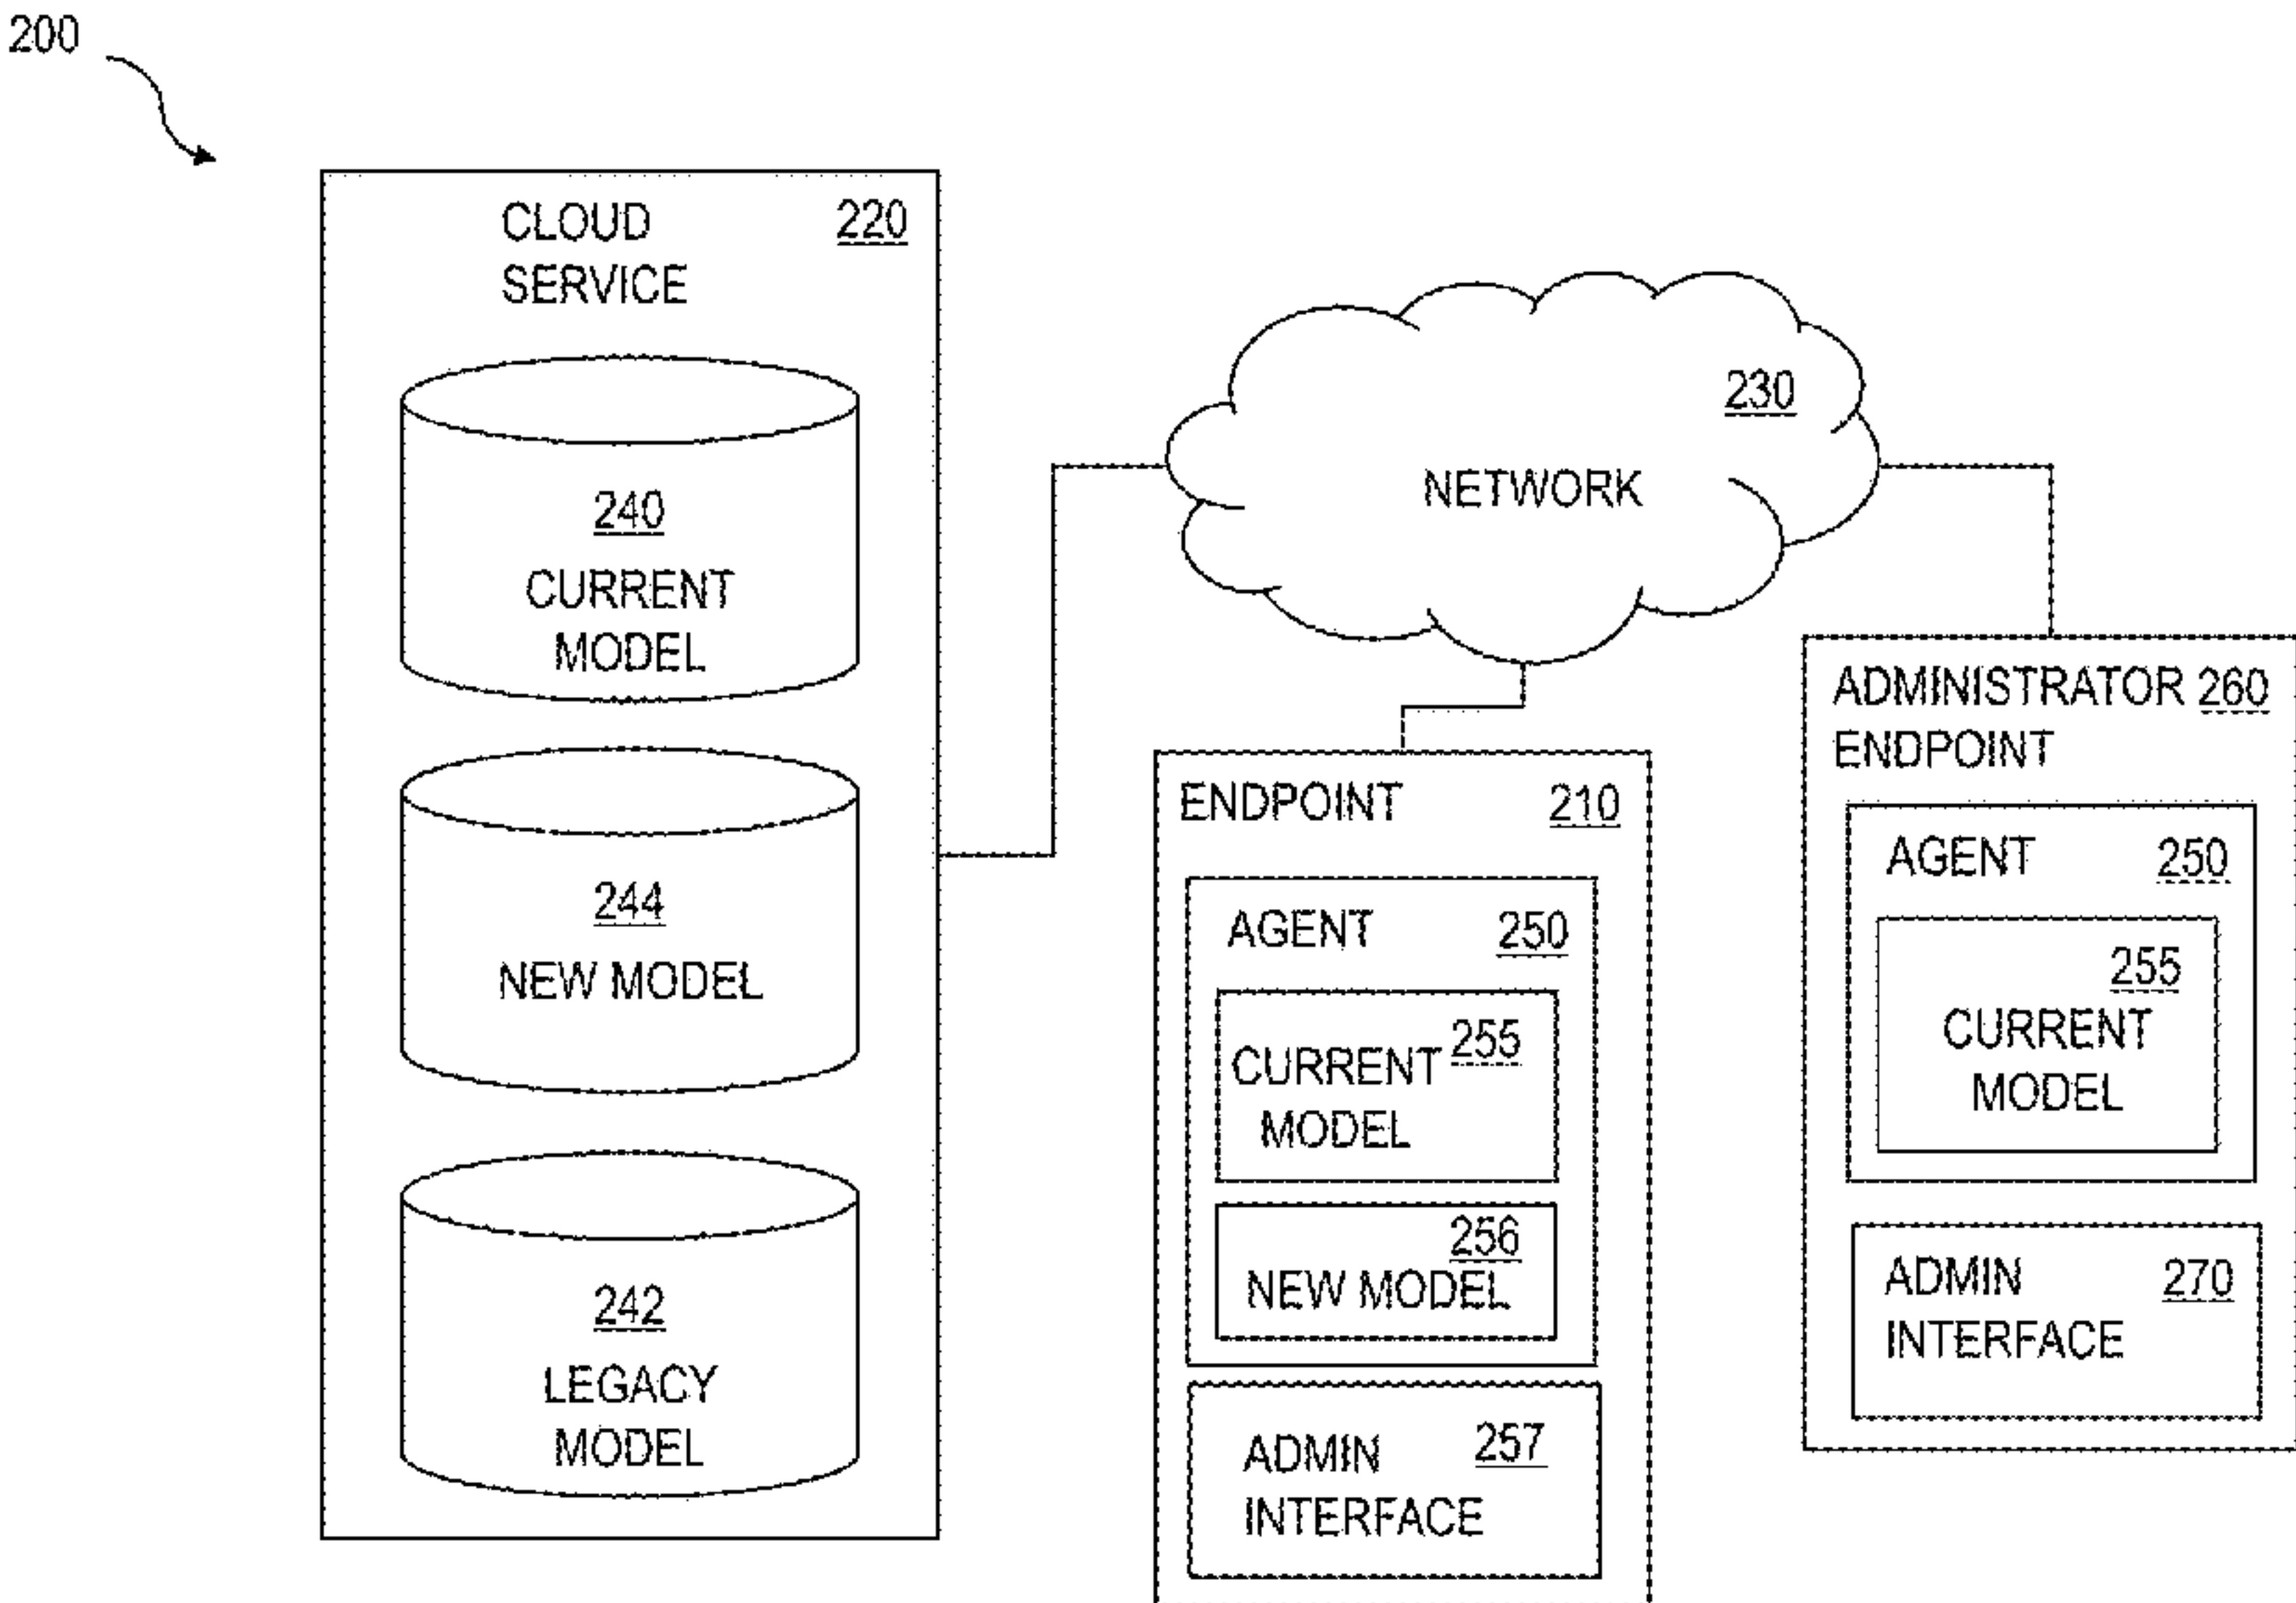 200
CLOUD 220
SERVICE
240
CURRENT
MODEL
244
NEW MODEL
242
LEGACY
MODEL
230
NETWORK
ENDPOINT 210
AGENT 250
255
CURRENT
MODEL
256
NEW MODEL
ADMIN 257
INTERFACE
ADMINISTRATOR 260
ENDPOINT
AGENT 250
255
CURRENT
MODEL
ADMIN 270
INTERFACE